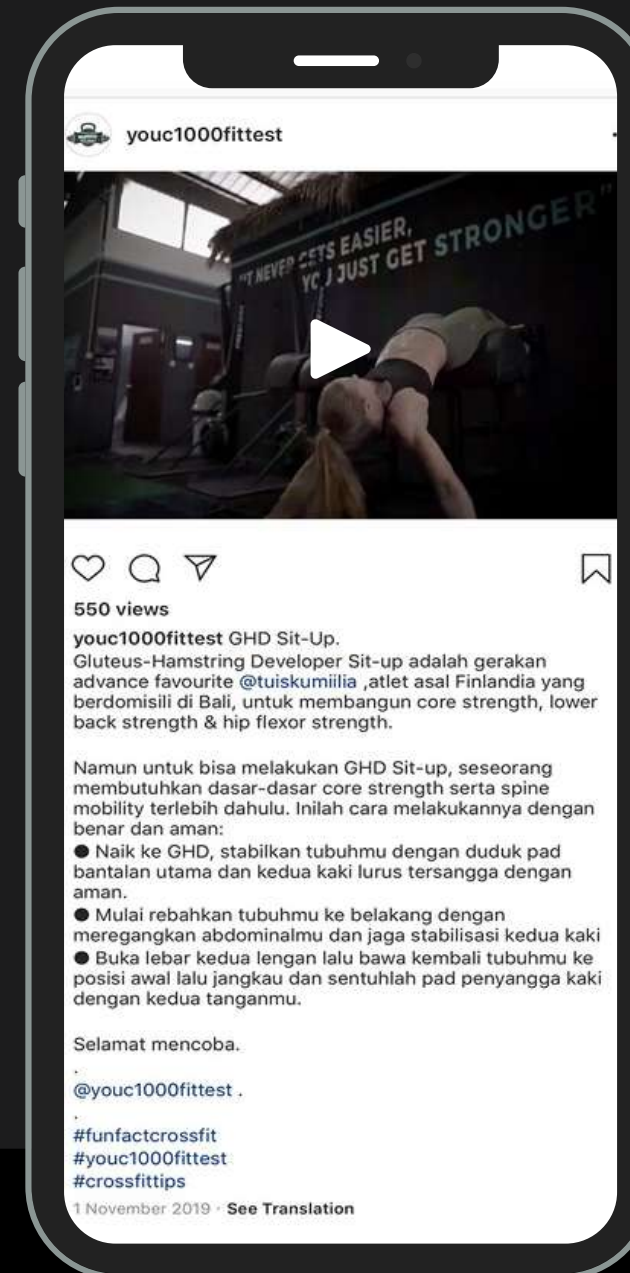 youc1000fittest
"IT NEVER GETS EASIER,
YOU JUST GET STRONGER"
550 views
youc1000fittest GHD Sit-Up.
Gluteus-Hamstring Developer Sit-up adalah gerakan
advance favourite @tuiskumiilia ,atlet asal Finlandia yang
berdomisili di Bali, untuk membangun core strength, lower
back strength & hip flexor strength.
Namun untuk bisa melakukan GHD Sit-up, seseorang
membutuhkan dasar-dasar core strength serta spine
mobility terlebih dahulu. Inilah cara melakukannya dengan
benar dan aman:
● Naik ke GHD, stabilkan tubuhmu dengan duduk pad
bantalan utama dan kedua kaki lurus tersangga dengan
aman.
● Mulai rebahkan tubuhmu ke belakang dengan
meregangkan abdominalmu dan jaga stabilisasi kedua kaki
● Buka lebar kedua lengan lalu bawa kembali tubuhmu ke
posisi awal lalu jangkau dan sentuhlah pad penyangga kaki
dengan kedua tanganmu.
Selamat mencoba.
.
@youc1000fittest .
.
#funfactcrossfit
#youc1000fittest
#crossfittips
1 November 2019 · See Translation